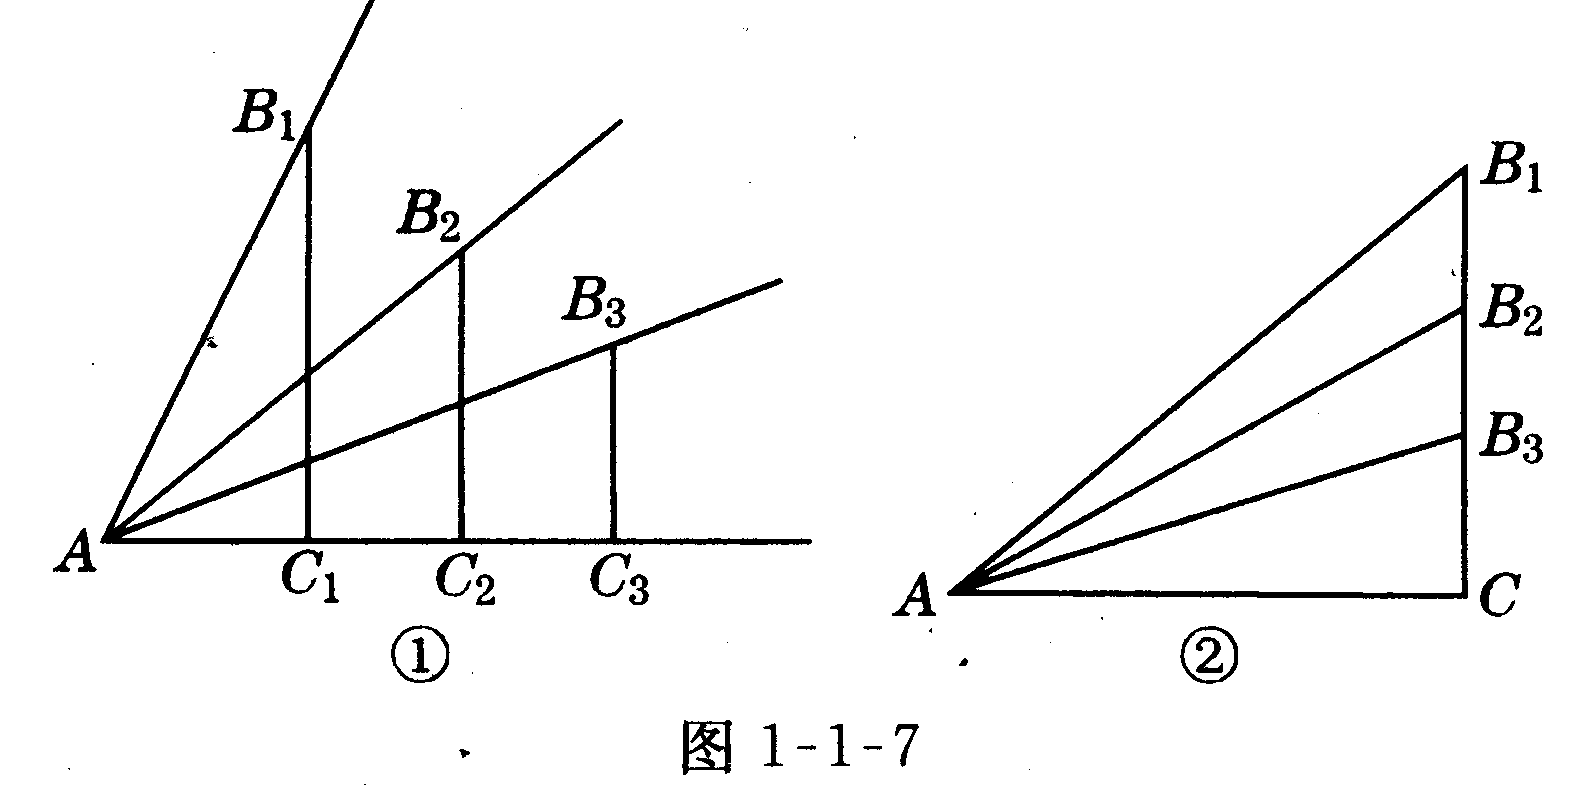 B₁
B₂
B₃
A
C₁
C₂
C₃
①
B₁
B₂
B₃
A
C
②
图 1-1-7